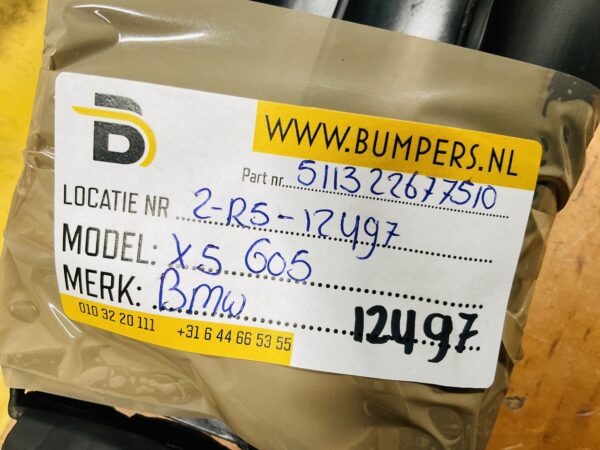 B
WWW.BUMPERS.NL
Part nr. 511322677510
LOCATIE NR 2-R5-12497
MODEL: X5 G05
MERK: BMW
010 32 20 111 +31 6 44 66 53 55
12497